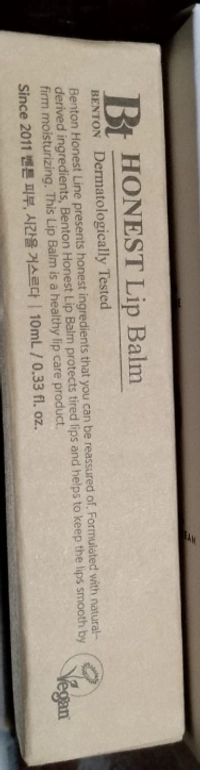 Bt HONEST Lip Balm
BENTON Dermatologically Tested
Benton Honest Line presents honest ingredients that you can be reassured of. Formulated with natural-
derived ingredients, Benton Honest Lip Balm protects tired lips and helps to keep the lips smooth by
firm moisturizing. This Lip Balm is a healthy lip care product.
Since 2011 벤튼 피부, 시간을 거스르다 | 10mL / 0.33 fl. oz.
Vegan